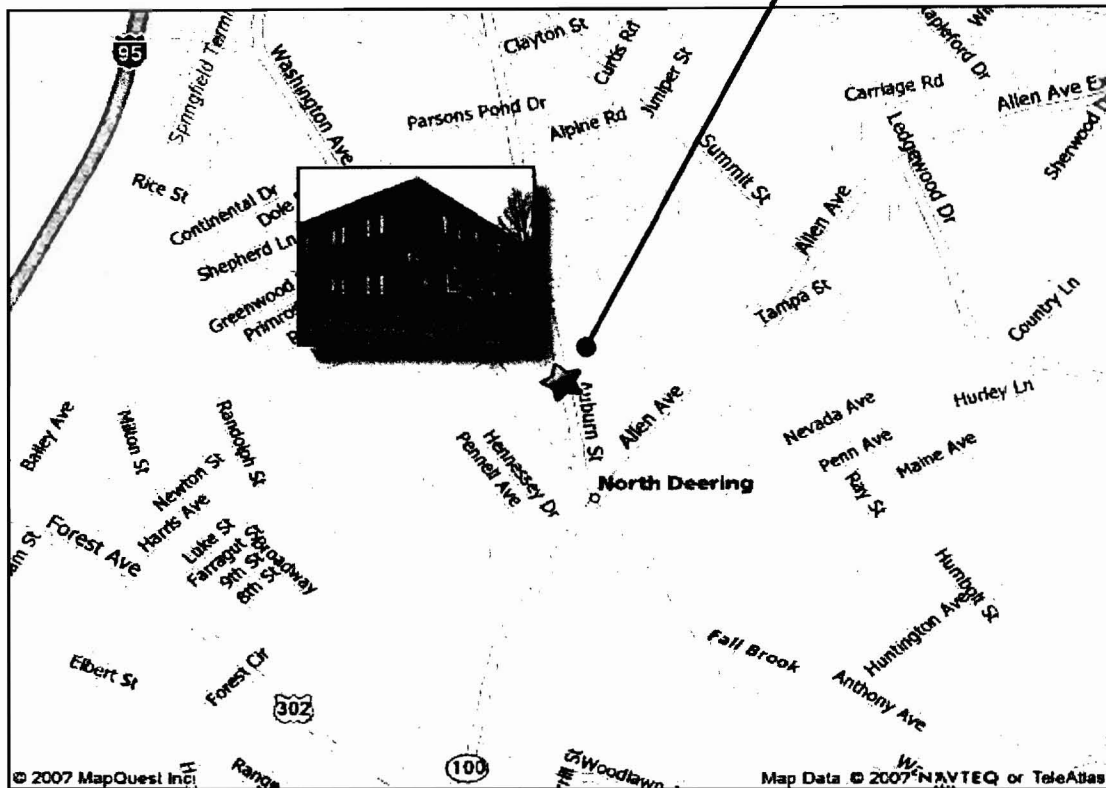 95
Springfield
Washington Ave
Clayton St
Curtis Rd
Juniper St
Parsons Pond Dr
Alpine Rd
Carriage Rd
Allen Ave E
Sherwood
Ledgewood Dr
Summit St
Allen Ave
Rice St
Continental Dr
Dole
Shepherd Ln
Greenwood
Tampa St
Country Ln
Auburn St
Allen Ave
Hurley Ln
Nevada Ave
Penn Ave
Maine Ave
Ray St
Bailey Ave
Milton St
Randolph St
Newton St
Harris Ave
Hennessey Dr
Pennell Ave
North Deering
Forest Ave
Luke St
Farragut
Broadway
9th St
8th St
Humbolt St
Huntington Ave
Fall Brook
Anthony Ave
Elbert St
Forest Cir
302
100
© 2007 MapQuest Inc
Woodlawn
Map Data © 2007 NAVTEQ or TeleAtlas